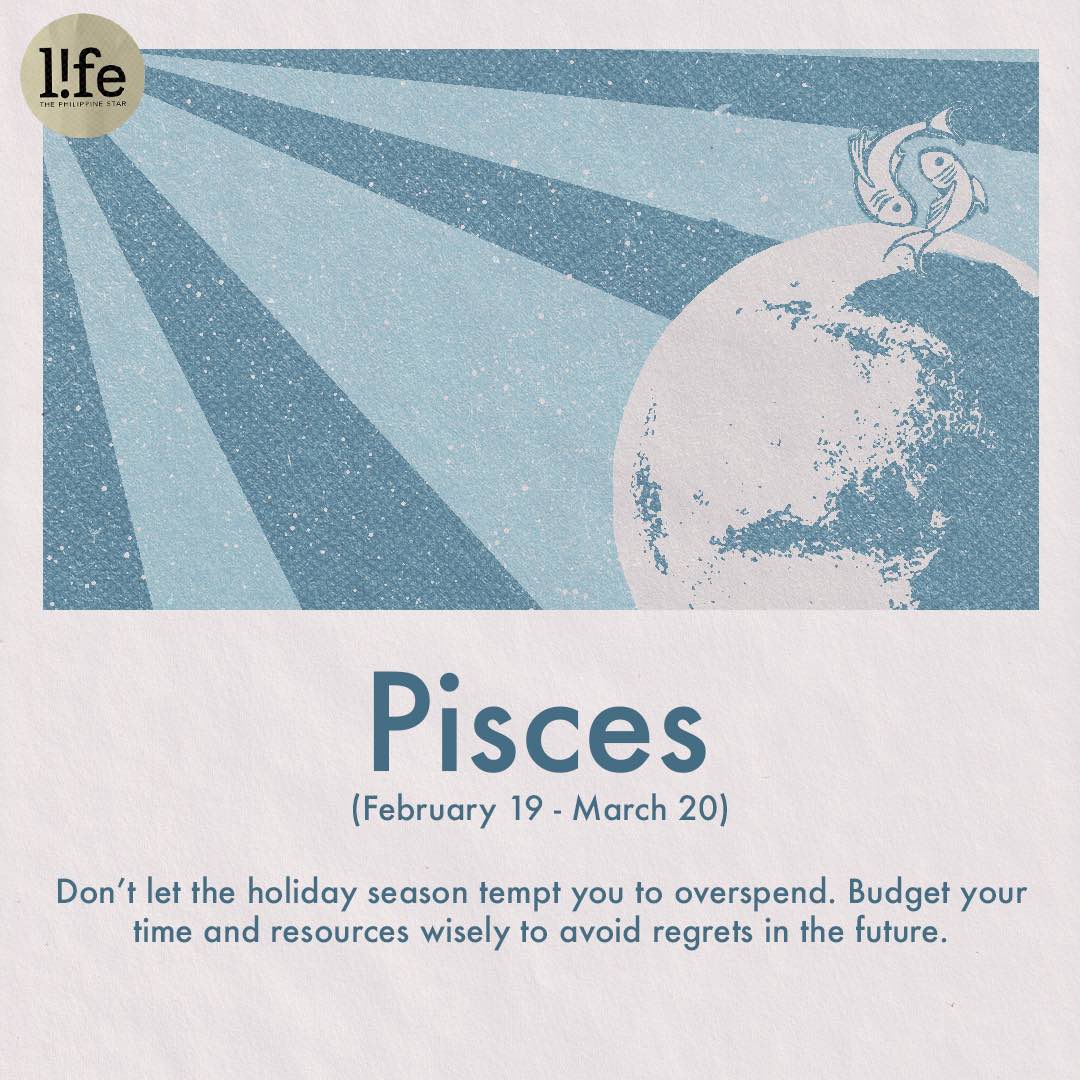 l!fe
THE PHILIPPINE STAR
Pisces
(February 19 - March 20)
Don’t let the holiday season tempt you to overspend. Budget your
time and resources wisely to avoid regrets in the future.